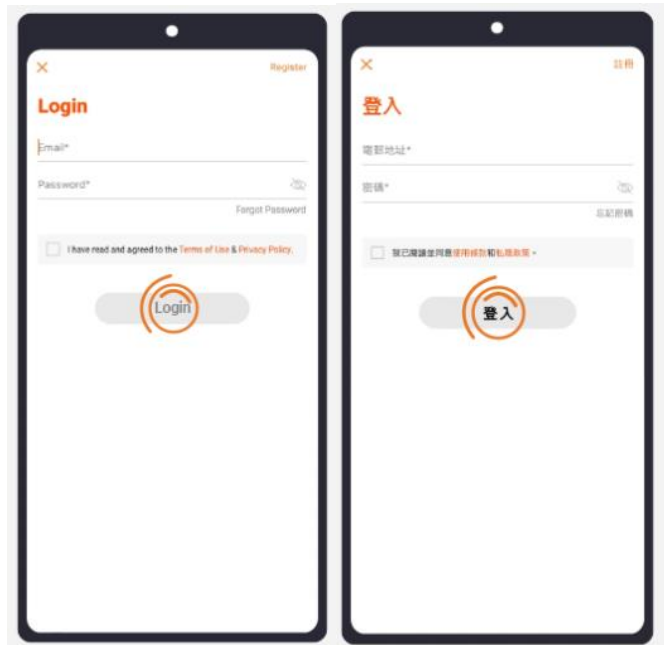 Register
Login
Email*
Password*
Forgot Password
I have read and agreed to the Terms of Use & Privacy Policy.
Login
註冊
登入
電郵地址*
密碼*
忘記密碼
我已閱讀並同意使用條款和私隱政策。
登入